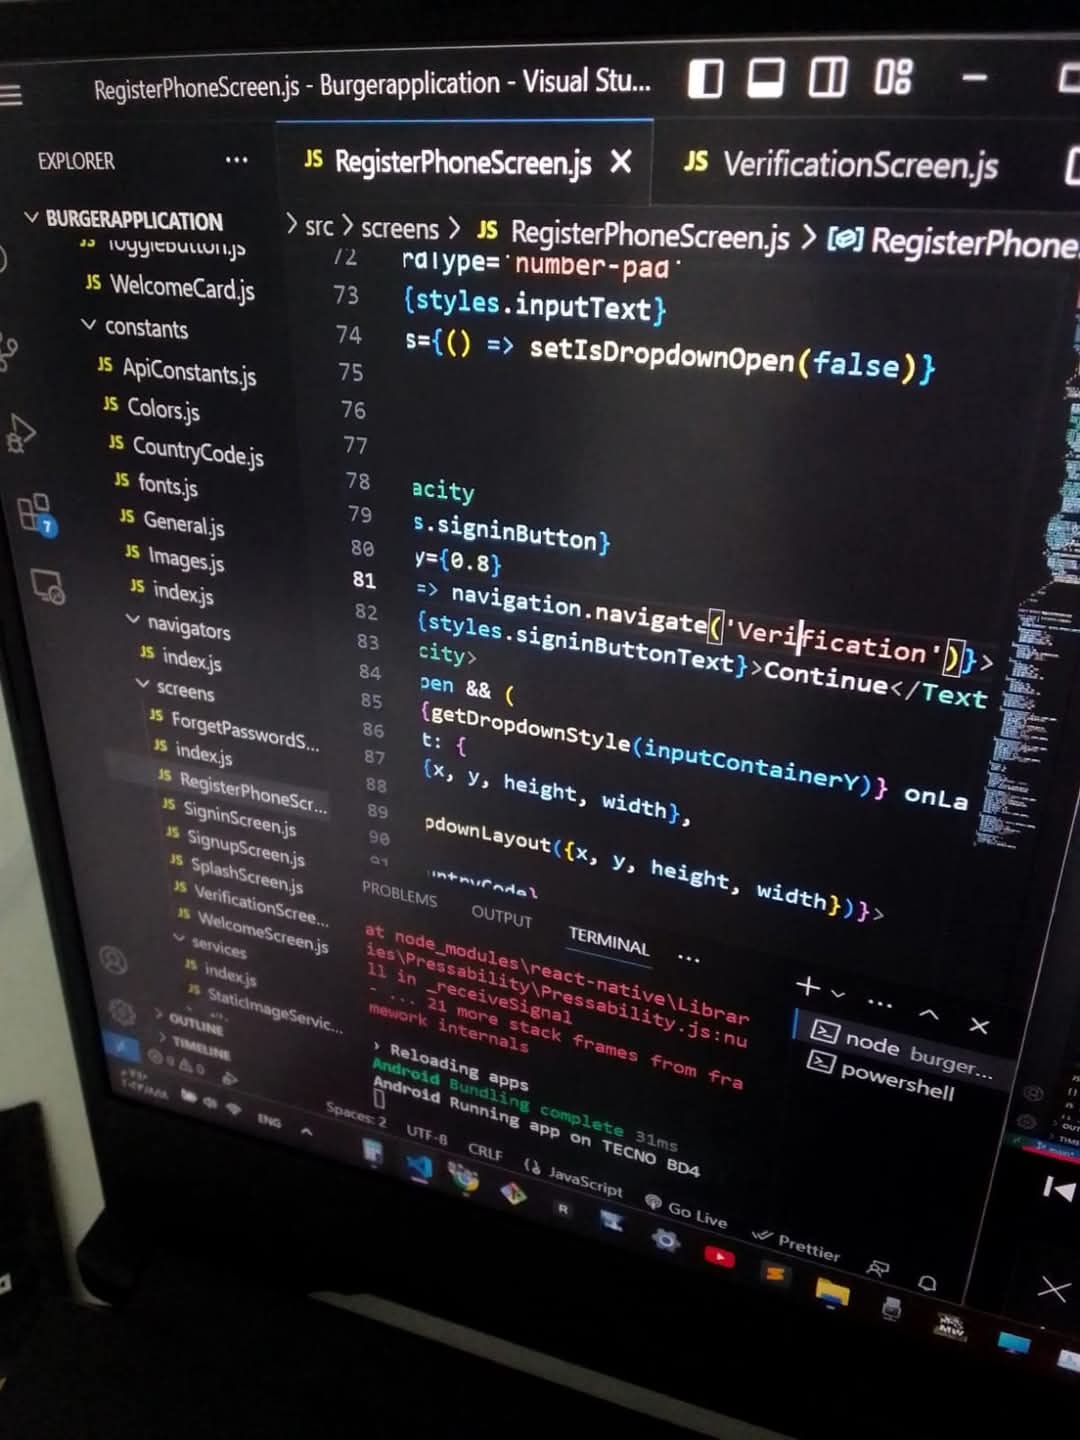 RegisterPhoneScreen.js - Burgerapplication - Visual Stu...
EXPLORER ...
JS RegisterPhoneScreen.js X
JS VerificationScreen.js
BURGERAPPLICATION
> src > screens > JS RegisterPhoneScreen.js > RegisterPhone
JS WelcomeCard.js
constants
JS ApiConstants.js
JS Colors.js
JS CountryCode.js
JS fonts.js
JS General.js
JS Images.js
JS index.js
navigators
JS index.js
screens
JS ForgetPasswordS...
JS index.js
JS RegisterPhoneScr...
JS SigninScreen.js
JS SignupScreen.js
JS SplashScreen.js
JS VerificationScree...
JS WelcomeScreen.js
services
JS index.js
JS StaticImageServic...
> OUTLINE
> TIMELINE
72 rdType='number-pad'
73 {styles.inputText}
74 s={() => setIsDropdownOpen(false)}
75
76
77
78 acity
79 s.signinButton}
80 y={0.8}
81 => navigation.navigate('Verification')}>
82 {styles.signinButtonText}>Continue</Text
83 city>
84 pen && (
85 {getDropdownStyle(inputContainerY)} onLa
86 t: {
87 {x, y, height, width},
88
89 pdownLayout({x, y, height, width})}>
90
91 untryCode}
PROBLEMS OUTPUT TERMINAL ...
at node_modules\react-native\Librar
ies\Pressability\Pressability.js:nu
ll in _receiveSignal
- ... 21 more stack frames from fra
mework internals
› Reloading apps
Android Bundling complete 31ms
Android Running app on TECNO BD4
node burger...
powershell
7
0 0
Spaces: 2 UTF-8 CRLF {} JavaScript Go Live Prettier
ENG